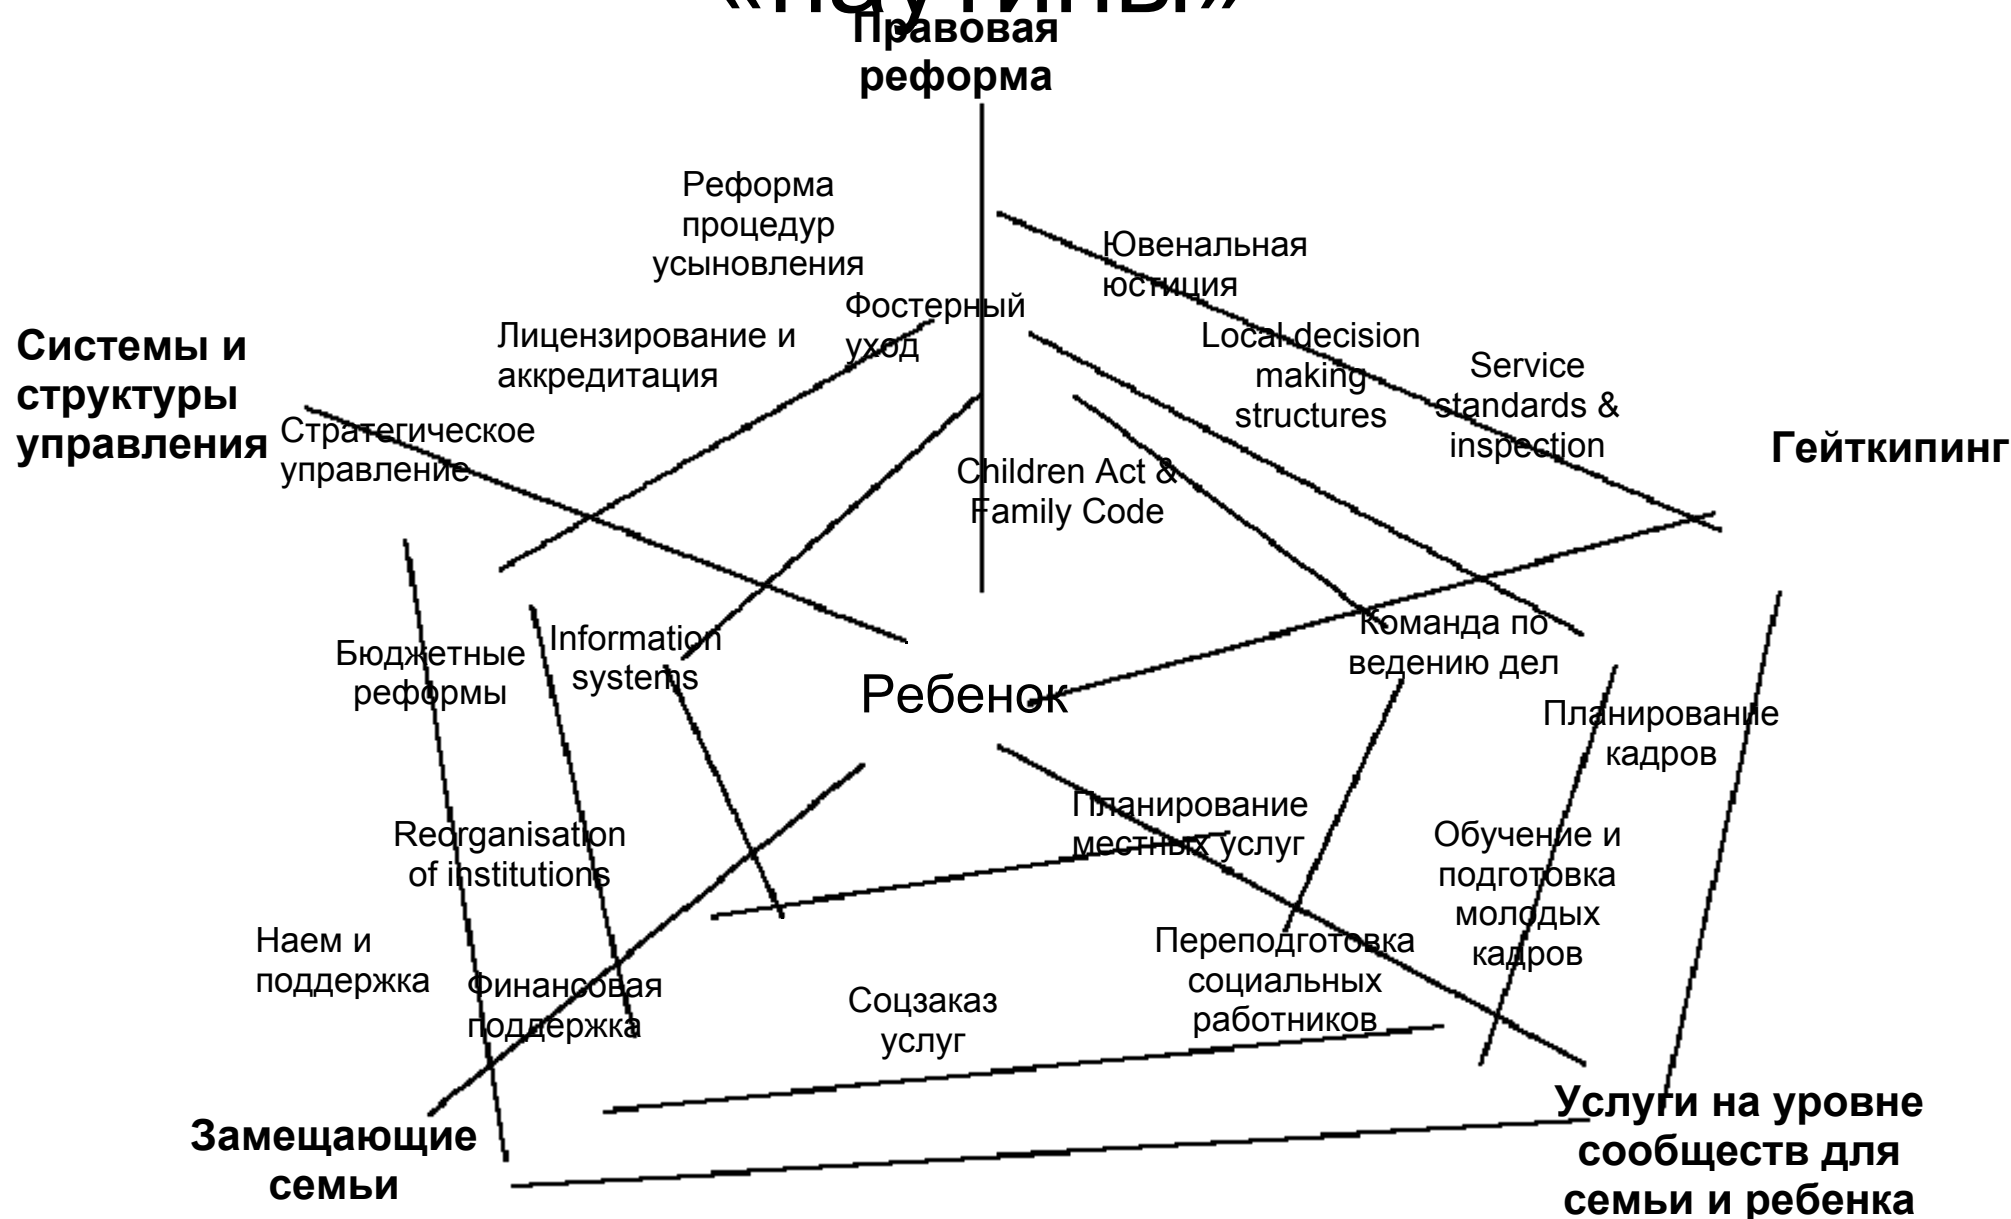 «паутины»
Правовая
реформа
Реформа
процедур
усыновления
Ювенальная
юстиция
Фостерный
уход
Лицензирование и
аккредитация
Local decision
making
structures
Service
standards &
inspection
Системы и
структуры
управления
Стратегическое
управление
Гейткипинг
Children Act &
Family Code
Бюджетные
реформы
Information
systems
Команда по
ведению дел
Ребенок
Планирование
кадров
Планирование
местных услуг
Reorganisation
of institutions
Обучение и
подготовка
молодых
кадров
Наем и
поддержка
Финансовая
поддержка
Соцзаказ
услуг
Переподготовка
социальных
работников
Замещающие
семьи
Услуги на уровне
сообществ для
семьи и ребенка